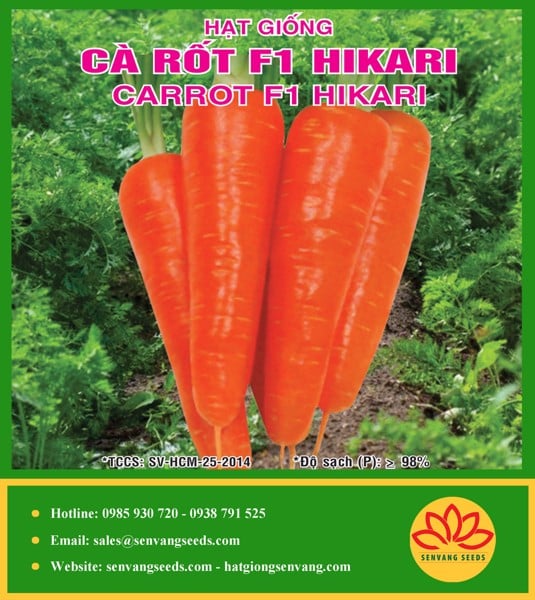 HẠT GIỐNG
CÀ RỐT F1 HIKARI
CARROT F1 HIKARI
*TCCS: SV-HCM-25-2014 *Độ sạch (P): ≥ 98%
Hotline: 0985 930 720 - 0938 791 525
Email: sales@senvangseeds.com
Website: senvangseeds.com - hatgiongsenvang.com
SENVANG SEEDS